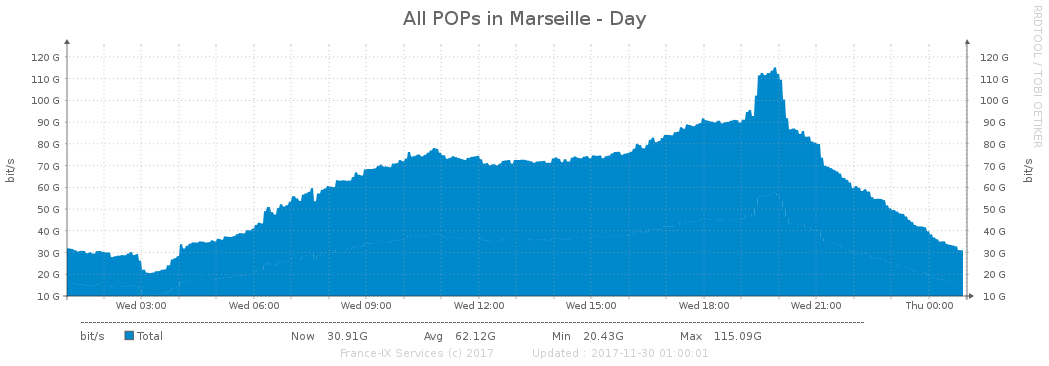 All POPs in Marseille - Day
RRDTOOL / TOBI OETIKER
120 G 120 G
110 G 110 G
100 G 100 G
90 G 90 G
80 G 80 G
70 G 70 G
60 G 60 G
50 G 50 G
40 G 40 G
30 G 30 G
20 G 20 G
10 G 10 G
bit/s
bit/s
Wed 03:00 Wed 06:00 Wed 09:00 Wed 12:00 Wed 15:00 Wed 18:00 Wed 21:00 Thu 00:00
bit/s Total Now 30.91G Avg 62.12G Min 20.43G Max 115.09G
France-IX Services (c) 2017 Updated : 2017-11-30 01:00:01